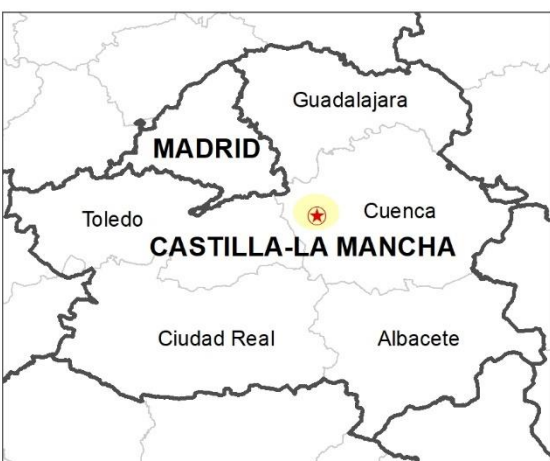 Guadalajara
MADRID
Toledo
Cuenca
CASTILLA-LA MANCHA
Ciudad Real
Albacete